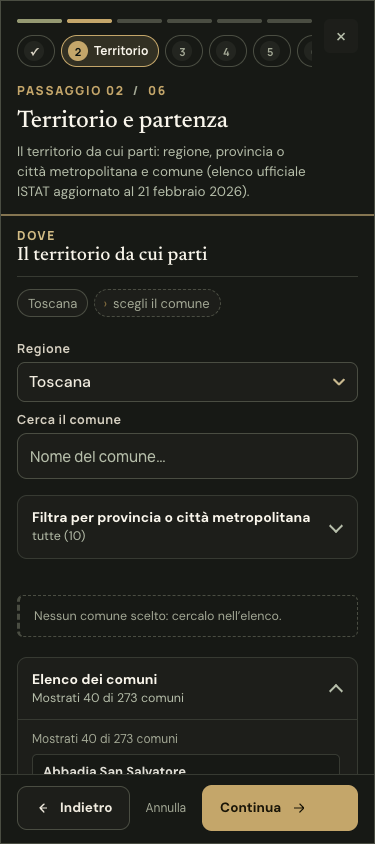 ✓ 2 Territorio 3 4 5
×
PASSAGGIO 02 / 06
Territorio e partenza
Il territorio da cui parti: regione, provincia o
città metropolitana e comune (elenco ufficiale
ISTAT aggiornato al 21 febbraio 2026).
DOVE
Il territorio da cui parti
Toscana › scegli il comune
Regione
Toscana
Cerca il comune
Nome del comune…
Filtra per provincia o città metropolitana
tutte (10)
Nessun comune scelto: cercalo nell’elenco.
Elenco dei comuni
Mostrati 40 di 273 comuni
Mostrati 40 di 273 comuni
Abbadia San Salvatore
← Indietro Annulla Continua →